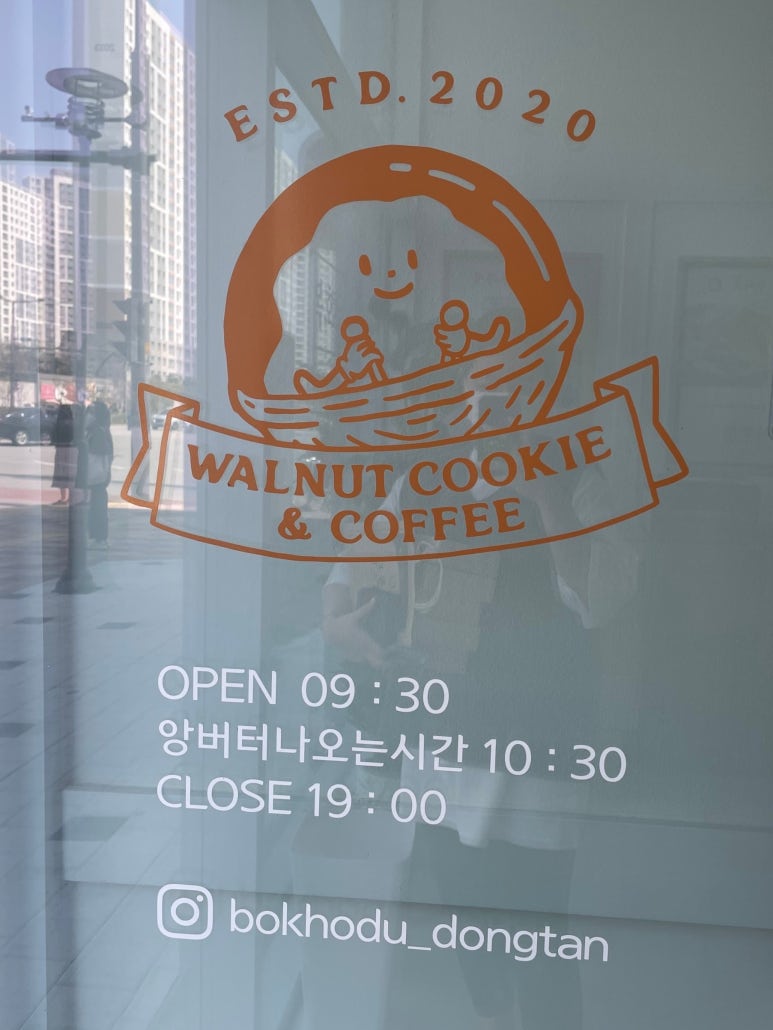 ESTD. 2020
WALNUT COOKIE
& COFFEE
OPEN 09 : 30
앙버터나오는시간 10 : 30
CLOSE 19 : 00
bokhodu_dongtan